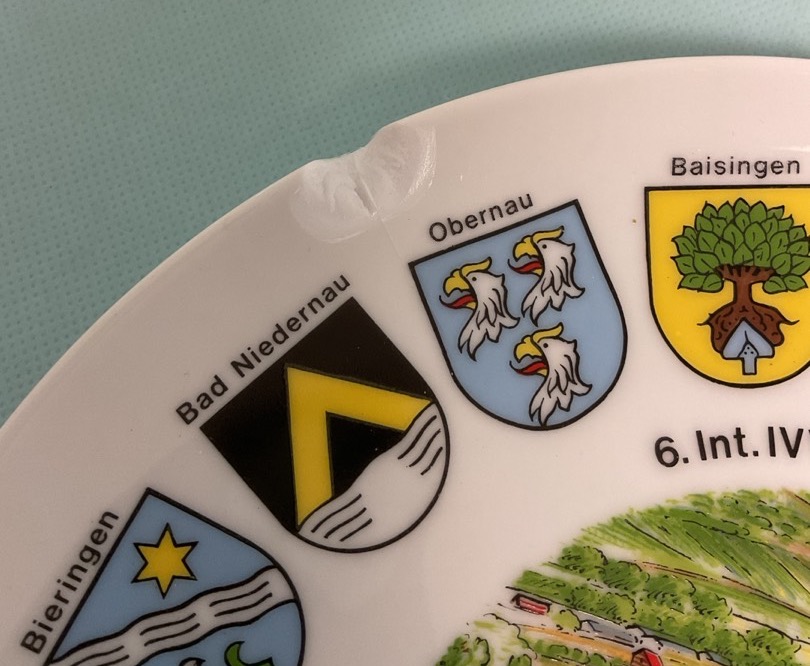 Bieringen
Bad Niedernau
Obernau
Baisingen
6. Int. IV